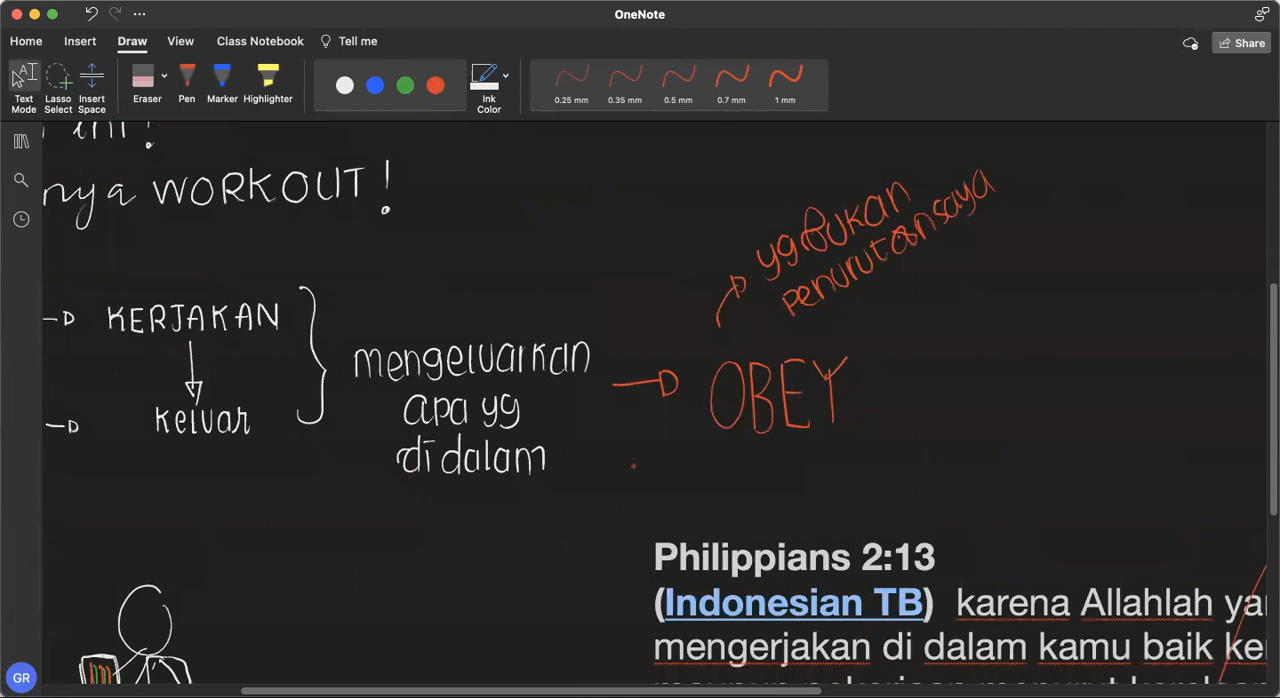 OneNote
Home Insert Draw View Class Notebook Tell me
Share
Text Mode
Lasso Select
Insert Space
Eraser
Pen
Marker
Highlighter
Ink Color
0.25 mm
0.35 mm
0.5 mm
0.7 mm
1 mm
ini!
nya WORKOUT!
KERJAKAN
Keluar
mengeluarkan
apa yg
di dalam
OBEY
yg Bukan
penurutan saya
Philippians 2:13
(Indonesian TB) karena Allahlah ya
mengerjakan di dalam kamu baik ke
GR